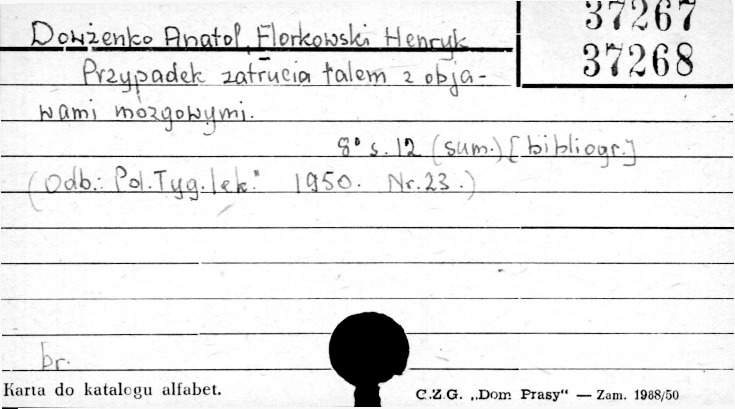 37267
37268
Dowżenko Anatol, Florkowski Henryk
Przypadek zatrucia talem z obja-
wami mózgowymi.
8° s. 12 (sum.) [bibliogr.]
(Odb.: Pol. Tyg. lek." 1950. Nr. 23.)
br.
Karta do katalogu alfabet.
C.Z.G. „Dom Prasy“ — Zam. 1988/50